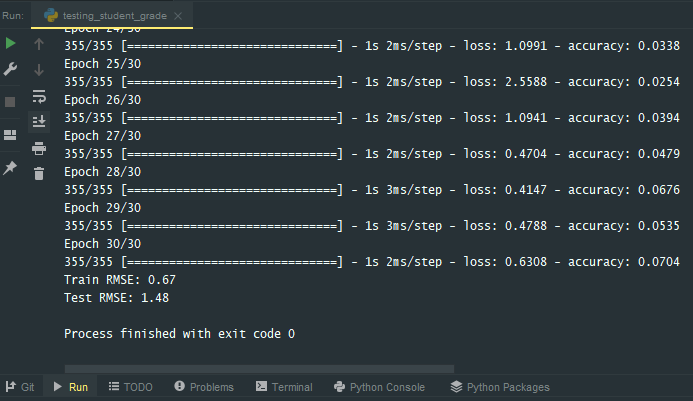 Run: testing_student_grade
Epoch 24/30
355/355 [==============================] - 1s 2ms/step - loss: 1.0991 - accuracy: 0.0338
Epoch 25/30
355/355 [==============================] - 1s 2ms/step - loss: 2.5588 - accuracy: 0.0254
Epoch 26/30
355/355 [==============================] - 1s 2ms/step - loss: 1.0941 - accuracy: 0.0394
Epoch 27/30
355/355 [==============================] - 1s 2ms/step - loss: 0.4704 - accuracy: 0.0479
Epoch 28/30
355/355 [==============================] - 1s 3ms/step - loss: 0.4147 - accuracy: 0.0676
Epoch 29/30
355/355 [==============================] - 1s 3ms/step - loss: 0.4788 - accuracy: 0.0535
Epoch 30/30
355/355 [==============================] - 1s 2ms/step - loss: 0.6308 - accuracy: 0.0704
Train RMSE: 0.67
Test RMSE: 1.48
Process finished with exit code 0
Git Run TODO Problems Terminal Python Console Python Packages